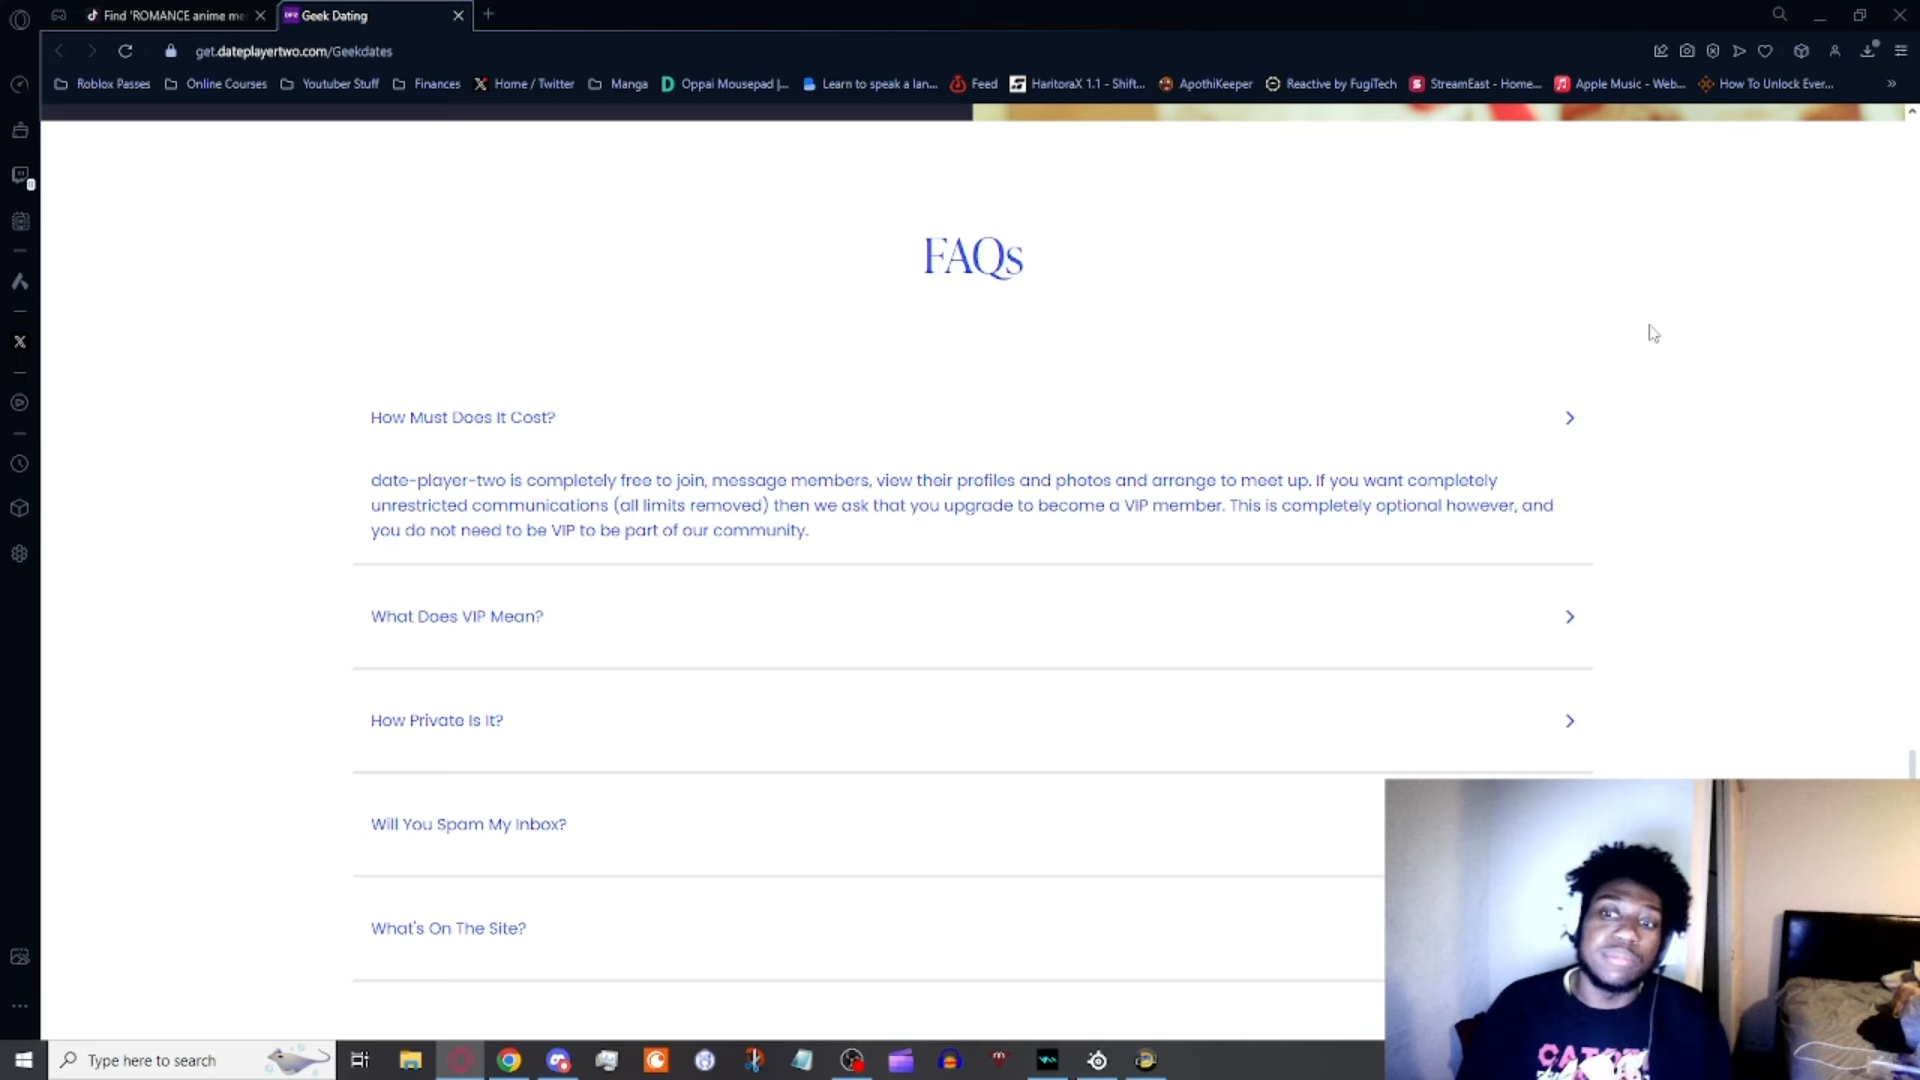 Find 'ROMANCE anime me
DP2 Geek Dating
get.dateplayertwo.com/Geekdates
Roblox Passes
Online Courses
Youtuber Stuff
Finances
Home / Twitter
Manga
Oppai Mousepad |...
Learn to speak a lan...
Feed
HaritoraX 1.1 - Shift...
ApothiKeeper
Reactive by FugiTech
StreamEast - Home...
Apple Music - Web...
How To Unlock Ever...
FAQs
How Must Does It Cost?
date-player-two is completely free to join, message members, view their profiles and photos and arrange to meet up. If you want completely
unrestricted communications (all limits removed) then we ask that you upgrade to become a VIP member. This is completely optional however, and
you do not need to be VIP to be part of our community.
What Does VIP Mean?
How Private Is It?
Will You Spam My Inbox?
What's On The Site?
Type here to search